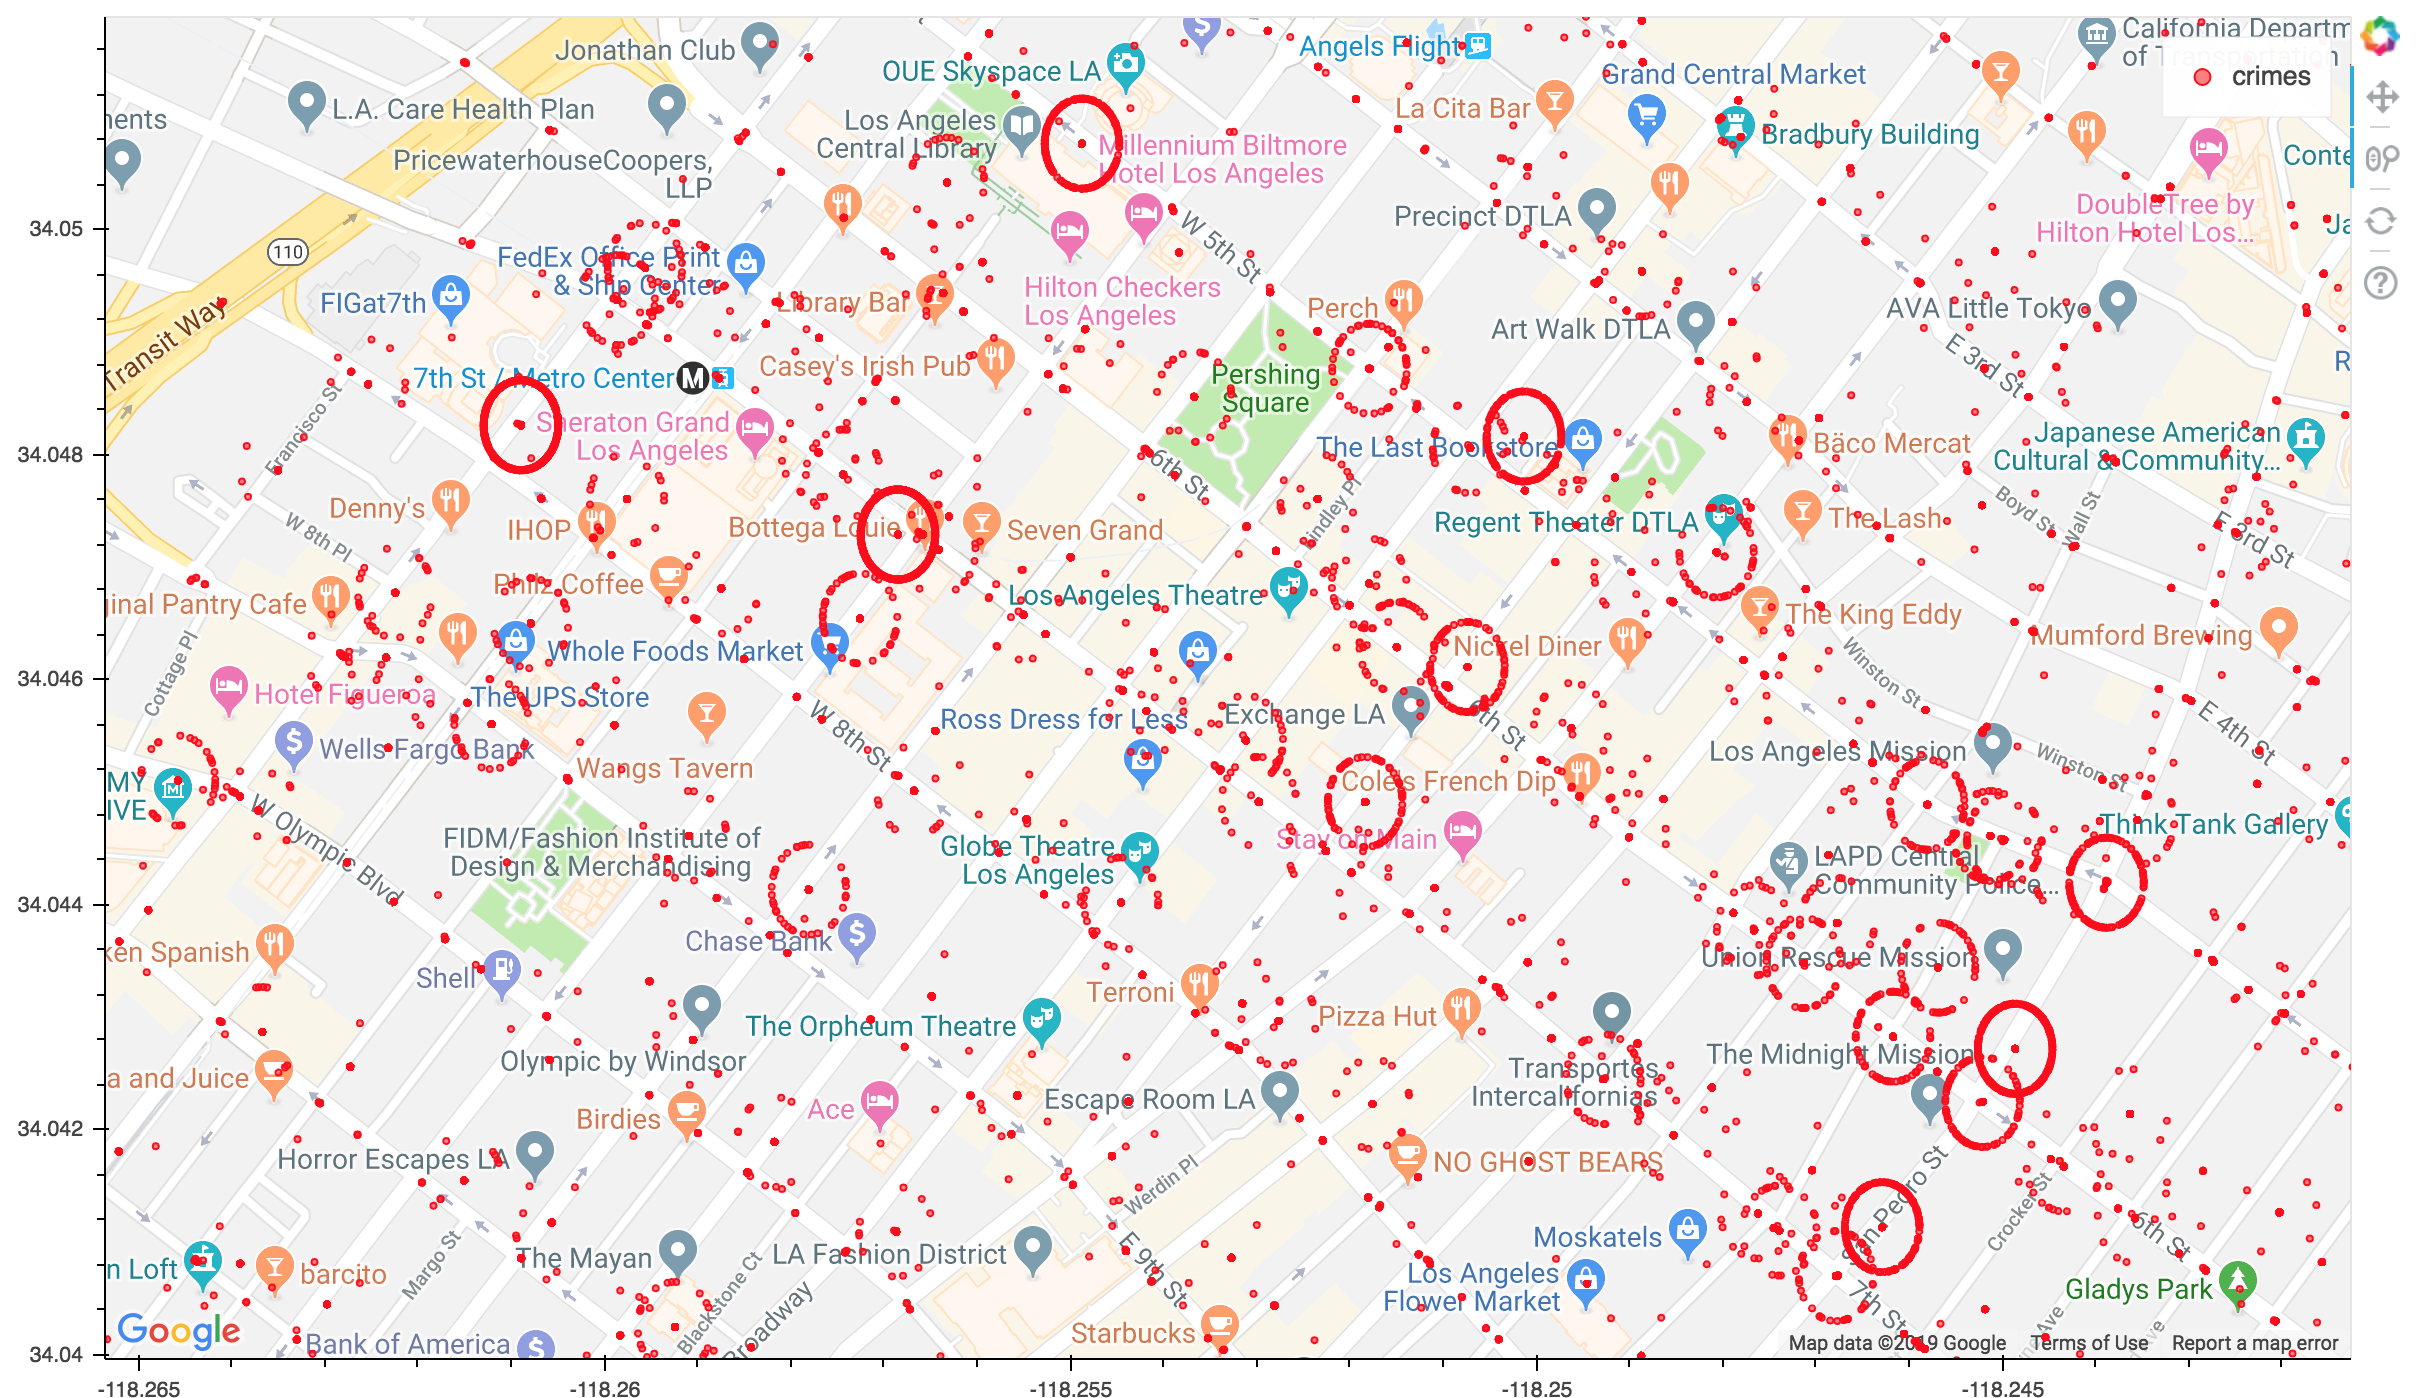 Jonathan Club
OUE Skyspace LA
Angels Flight
California Departm
of Transportation
crimes
L.A. Care Health Plan
Grand Central Market
La Cita Bar
Los Angeles
Central Library
Bradbury Building
Millennium Biltmore
Hotel Los Angeles
PricewaterhouseCoopers,
LLP
Conte
DoubleTree by
Hilton Hotel Los...
Precinct DTLA
W 5th St
34.05
110
FedEx Office Print
& Ship Center
FIGat7th
Library Bar
Hilton Checkers
Los Angeles
Perch
Art Walk DTLA
AVA Little Tokyo
Transit Way
E 3rd St
Casey's Irish Pub
7th St / Metro Center
M
Pershing
Square
Francisco St
Sheraton Grand
Los Angeles
The Last Bookstore
Bäco Mercat
Japanese American
Cultural & Community...
34.048
6th St
Denny's
W 8th Pl
IHOP
Bottega Louie
Seven Grand
Lindley Pl
Regent Theater DTLA
The Lash
Boyd St
Wall St
E 3rd St
Philz Coffee
ginal Pantry Cafe
Los Angeles Theatre
The King Eddy
Nickel Diner
Mumford Brewing
Whole Foods Market
Cottage Pl
Winston St
34.046
Hotel Figueroa
The UPS Store
Wells Fargo Bank
W 8th St
Ross Dress for Less
Exchange LA
6th St
E 4th St
Los Angeles Mission
Winston St
Wangs Tavern
Cole's French Dip
MY
IVE
W Olympic Blvd
FIDM/Fashion Institute of
Design & Merchandising
Globe Theatre
Los Angeles
Stay on Main
Think Tank Gallery
LAPD Central
Community Police...
34.044
ken Spanish
Chase Bank
Shell
Union Rescue Mission
Terroni
The Orpheum Theatre
Pizza Hut
Olympic by Windsor
The Midnight Mission
Transportes
Intercalifornias
a and Juice
Birdies
Ace
Escape Room LA
34.042
Horror Escapes LA
NO GHOST BEARS
Werdin Pl
San Pedro St
Crocker St
6th St
Margo St
The Mayan
LA Fashion District
E 9th St
Moskatels
n Loft
barcito
Blackstone Ct
Broadway
Los Angeles
Flower Market
7th St
Gladys Park
Google
Bank of America
Starbucks
Map data ©2019 Google
Terms of Use
Report a map error
34.04
-118.265
-118.26
-118.255
-118.25
-118.245